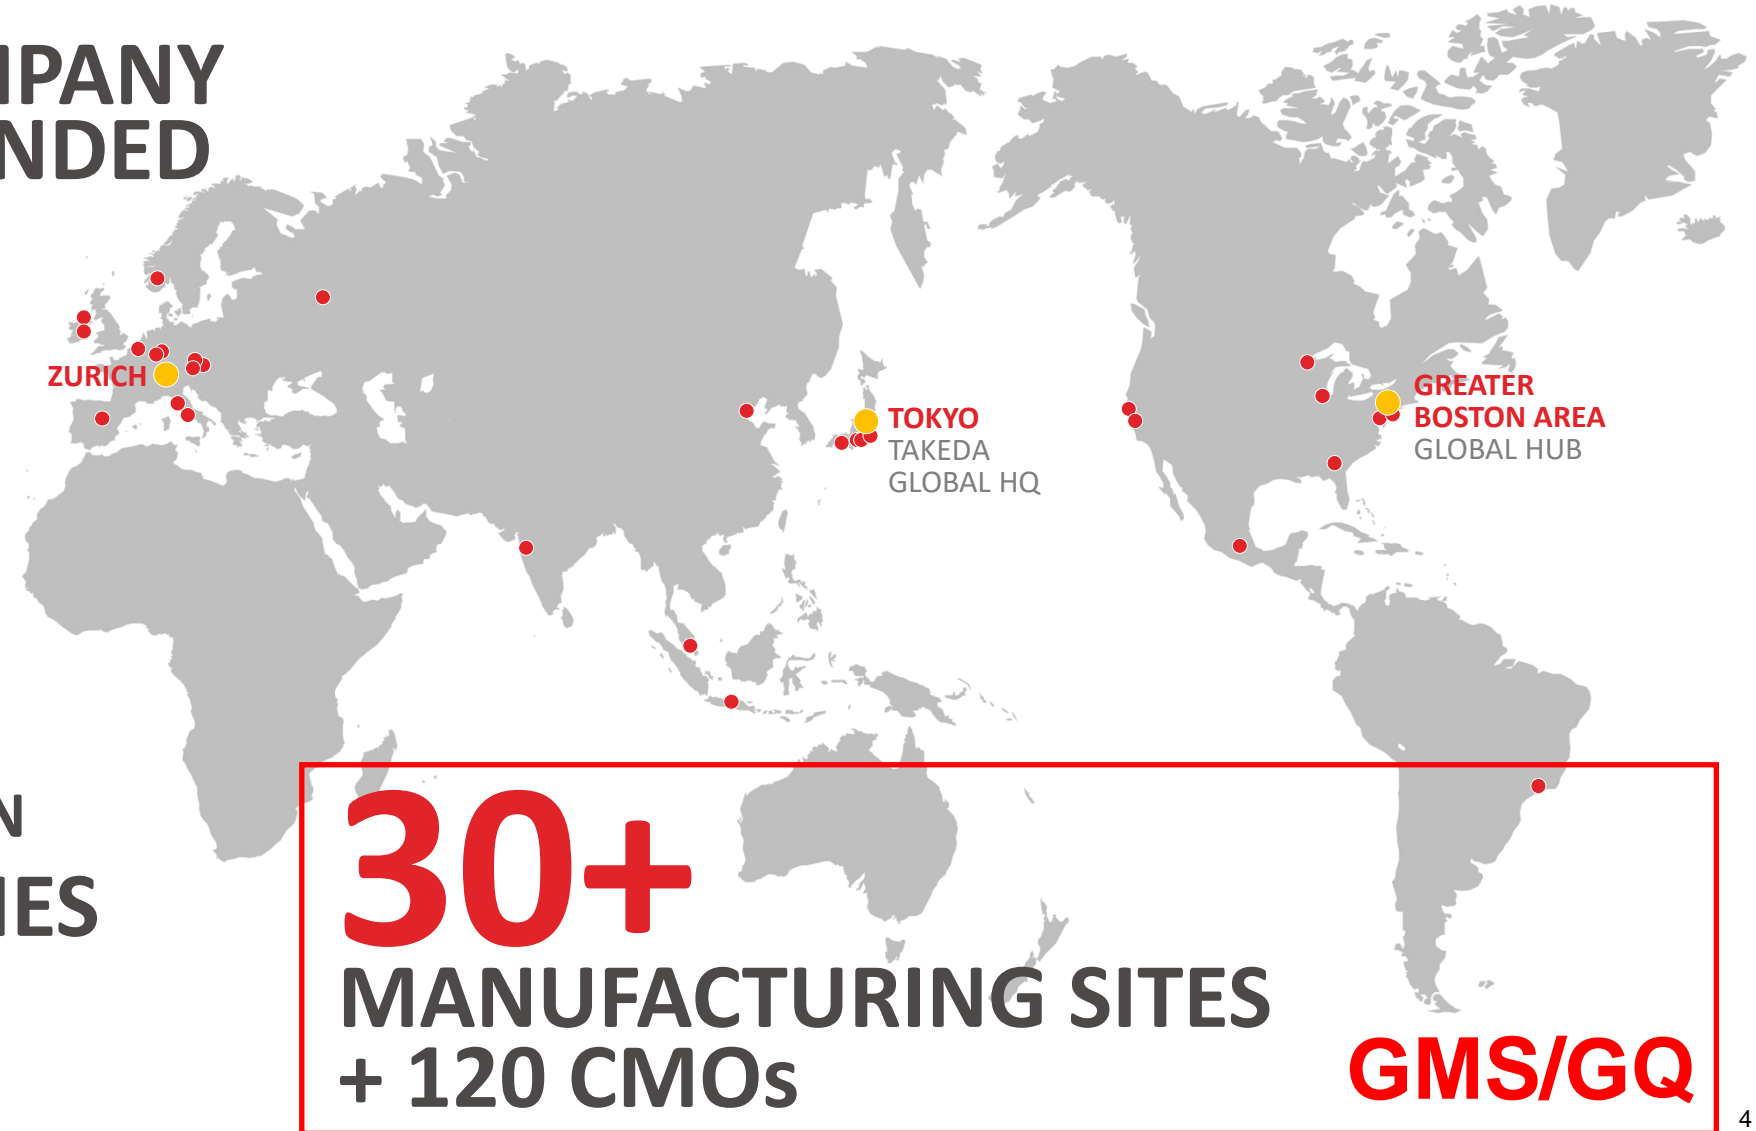 MPANY
NDED
ZURICH
TOKYO
TAKEDA
GLOBAL HQ
GREATER
BOSTON AREA
GLOBAL HUB
N
IES
30+
MANUFACTURING SITES
+ 120 CMOs
GMS/GQ
4